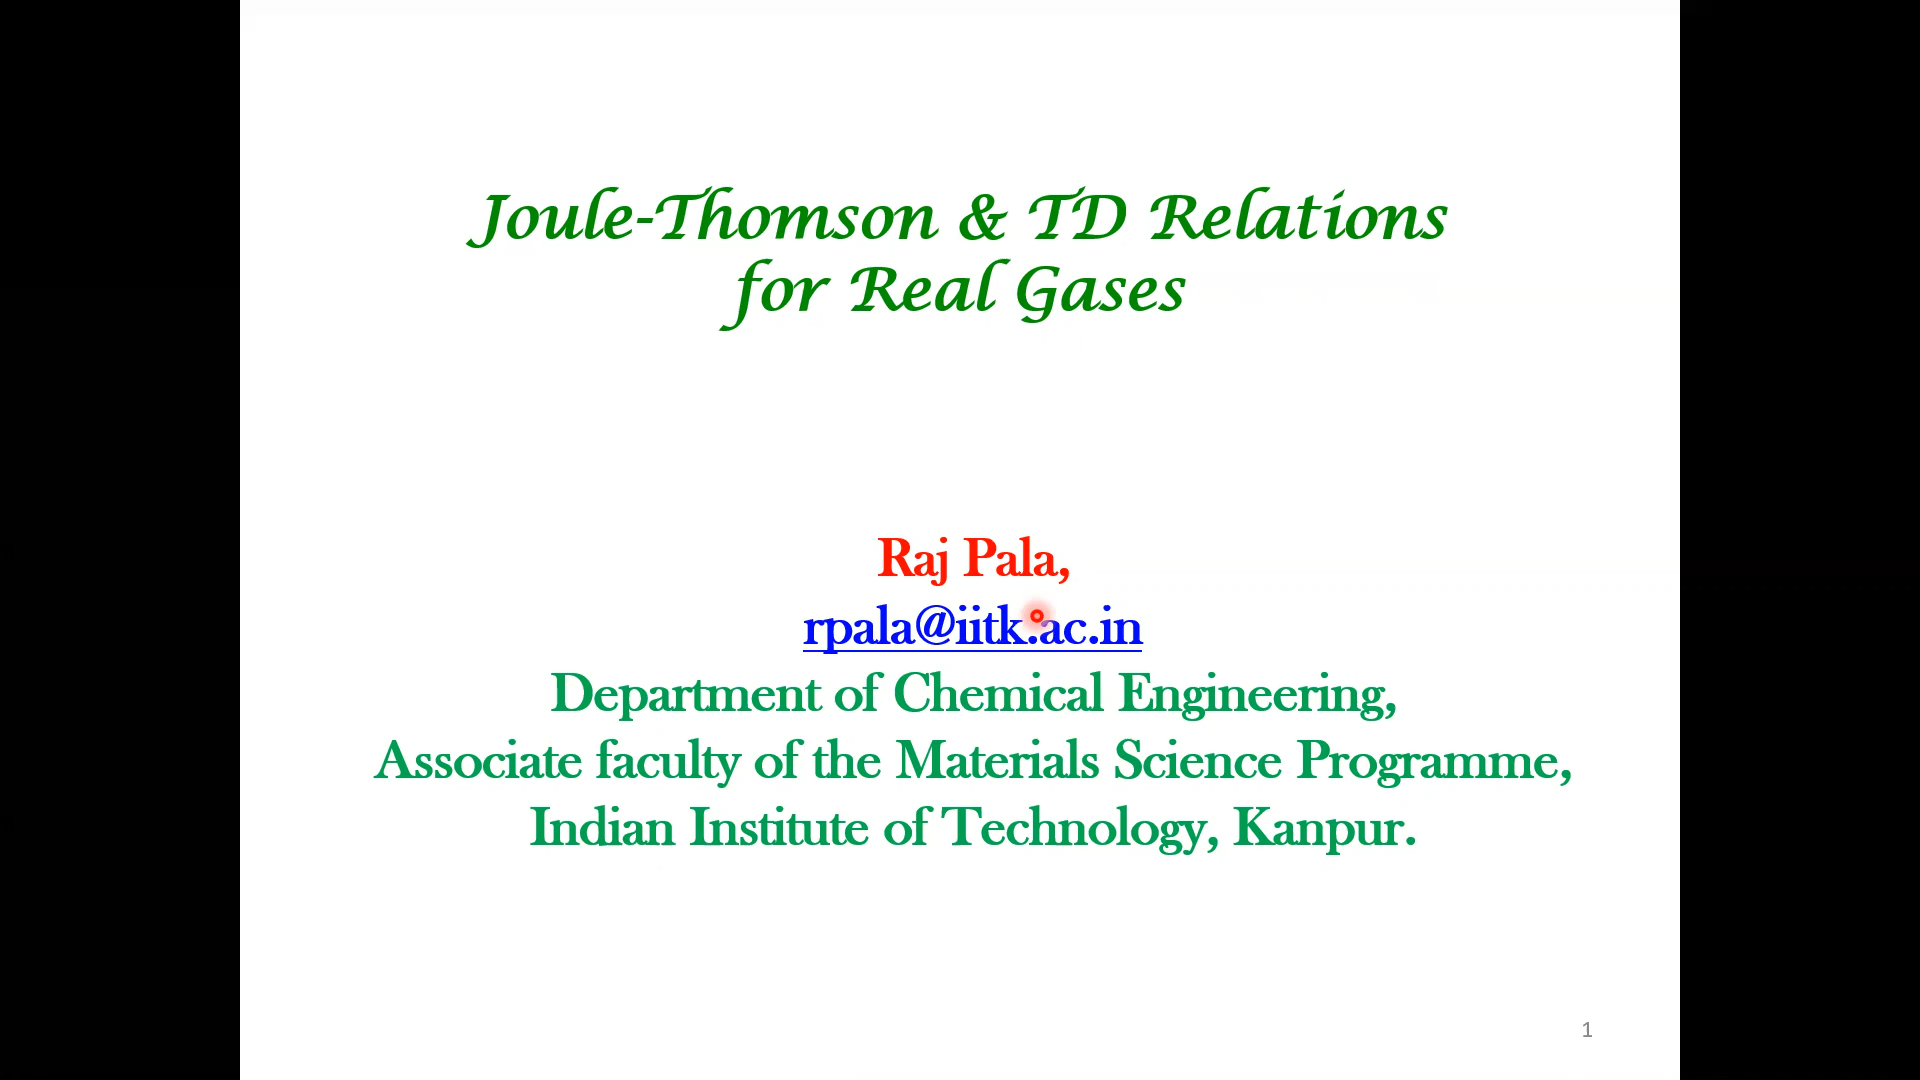 Joule-Thomson & TD Relations
for Real Gases
Raj Pala,
rpala@iitk.ac.in
Department of Chemical Engineering,
Associate faculty of the Materials Science Programme,
Indian Institute of Technology, Kanpur.
1